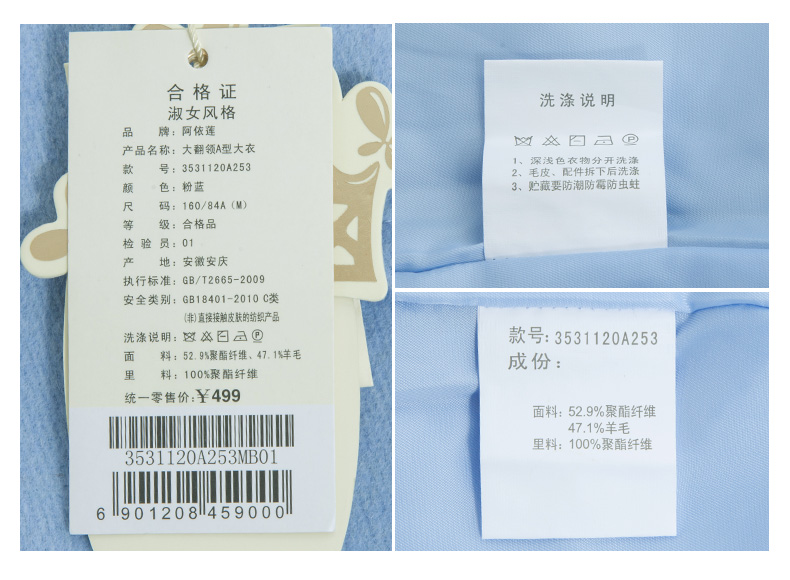 合格证
淑女风格
品 牌：阿依莲
产品名称：大翻领A型大衣
款 号：3531120A253
颜 色：粉蓝
尺 码：160/84A（M）
等 级：合格品
检 验 员：01
产 地：安徽安庆
执行标准：GB/T2665-2009
安全类别：GB18401-2010 C类
(非)直接接触皮肤的纺织产品
洗涤说明：
面 料：52.9%聚酯纤维、47.1%羊毛
里 料：100%聚酯纤维
统一零售价：￥499
3531120A253MB01
6 901208 459000
洗涤说明
1、深浅色衣物分开洗涤
2、毛皮、配件拆下后洗涤
3、贮藏要防潮防霉防虫蛀
款号：3531120A253
成份：
面料：52.9%聚酯纤维
47.1%羊毛
里料：100%聚酯纤维